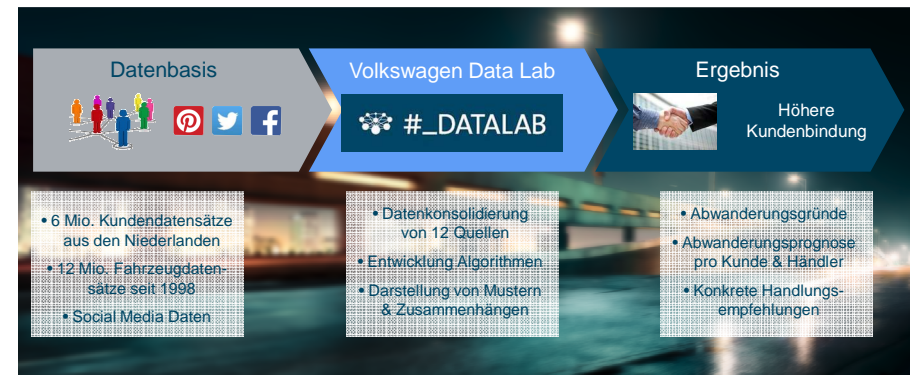 Datenbasis
Volkswagen Data Lab
#_DATALAB
Ergebnis
Höhere
Kundenbindung
• 6 Mio. Kundendatensätze
aus den Niederlanden
• 12 Mio. Fahrzeugdaten-
sätze seit 1998
• Social Media Daten
• Datenkonsolidierung
von 12 Quellen
• Entwicklung Algorithmen
• Darstellung von Mustern
& Zusammenhängen
• Abwanderungsgründe
• Abwanderungsprognose
pro Kunde & Händler
• Konkrete Handlungs-
empfehlungen